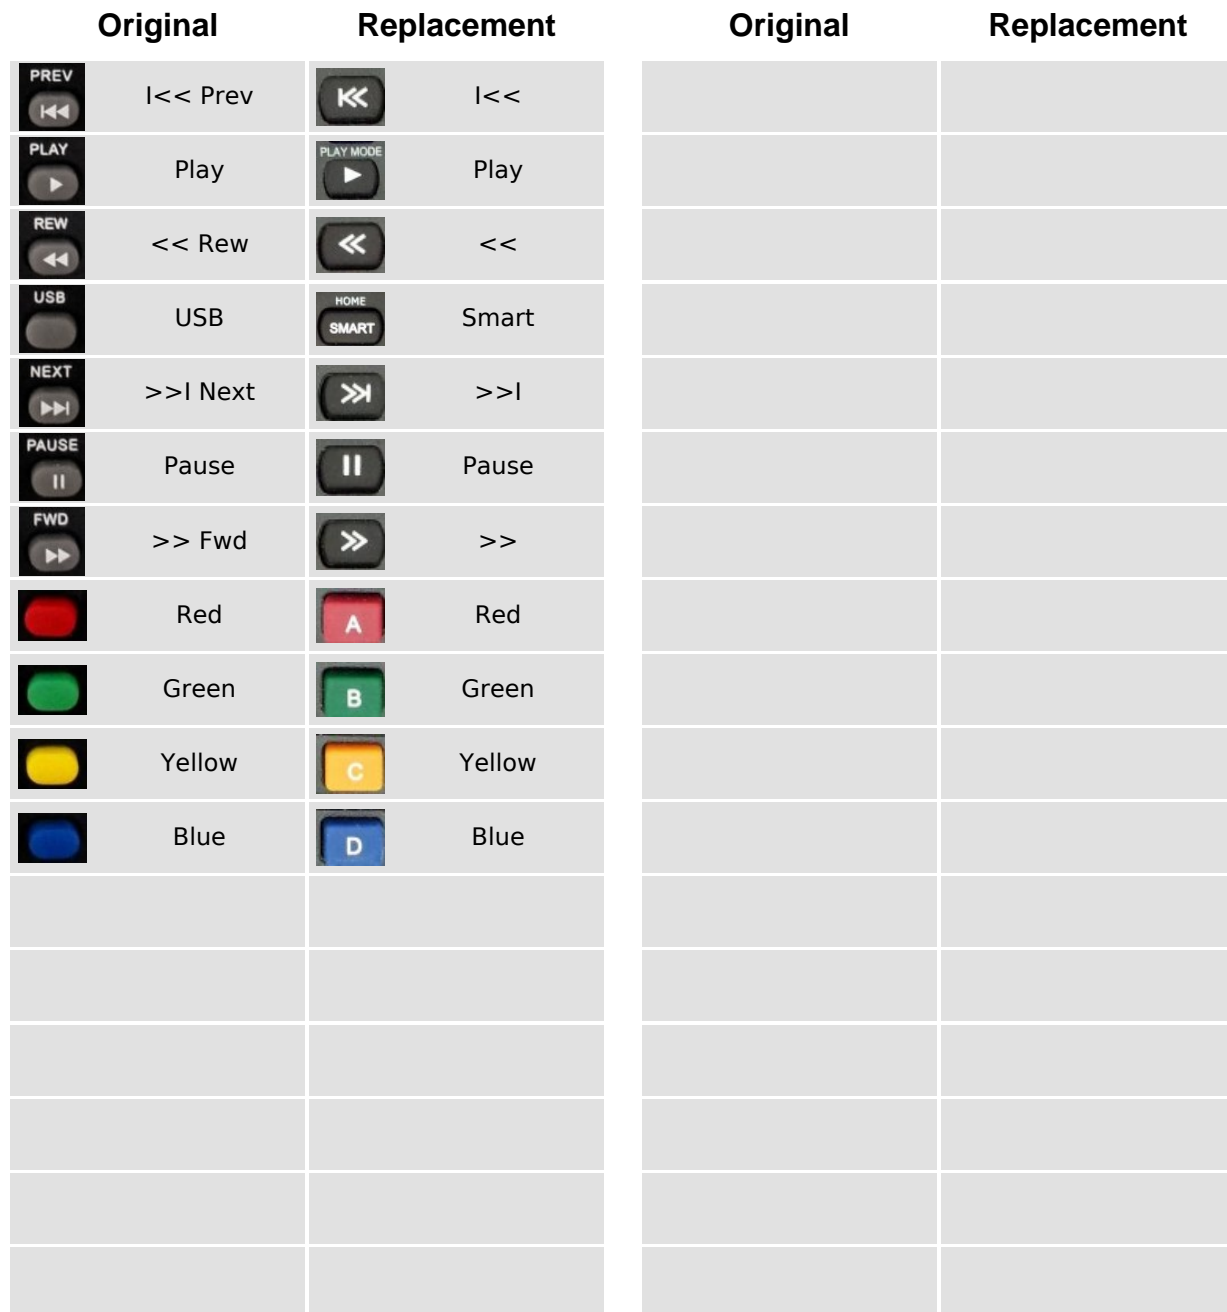 Original Replacement Original Replacement
PREV I<< Prev I<<
PLAY Play PLAY MODE Play
REW << Rew <<
USB USB HOME SMART Smart
NEXT >>I Next >>I
PAUSE Pause Pause
FWD >> Fwd >>
Red A Red
Green B Green
Yellow C Yellow
Blue D Blue